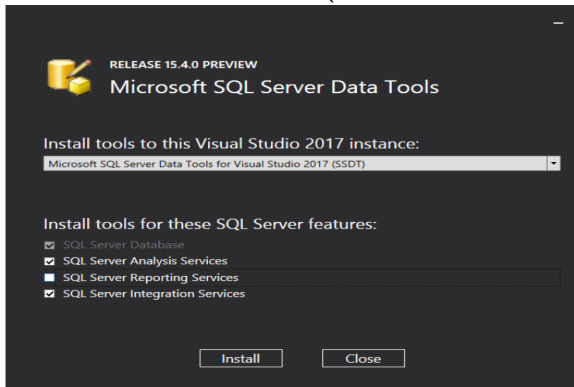 RELEASE 15.4.0 PREVIEW
Microsoft SQL Server Data Tools
Install tools to this Visual Studio 2017 instance:
Microsoft SQL Server Data Tools for Visual Studio 2017 (SSDT)
Install tools for these SQL Server features:
SQL Server Database
SQL Server Analysis Services
SQL Server Reporting Services
SQL Server Integration Services
Install Close